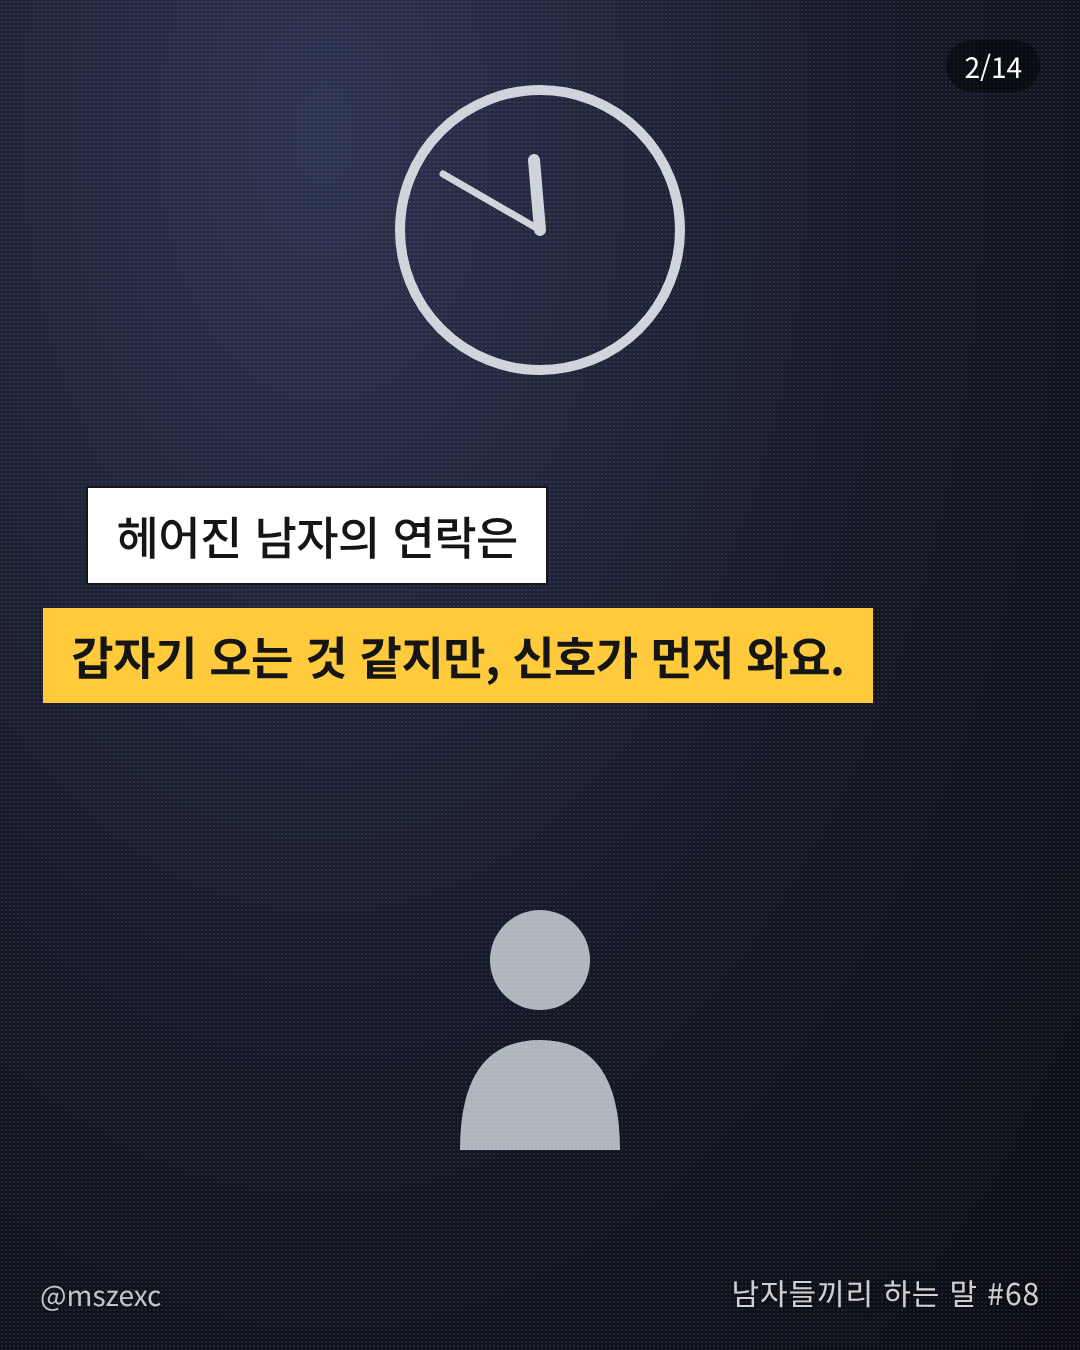 2/14
헤어진 남자의 연락은
갑자기 오는 것 같지만, 신호가 먼저 와요.
@mszexc
남자들끼리 하는 말 #68